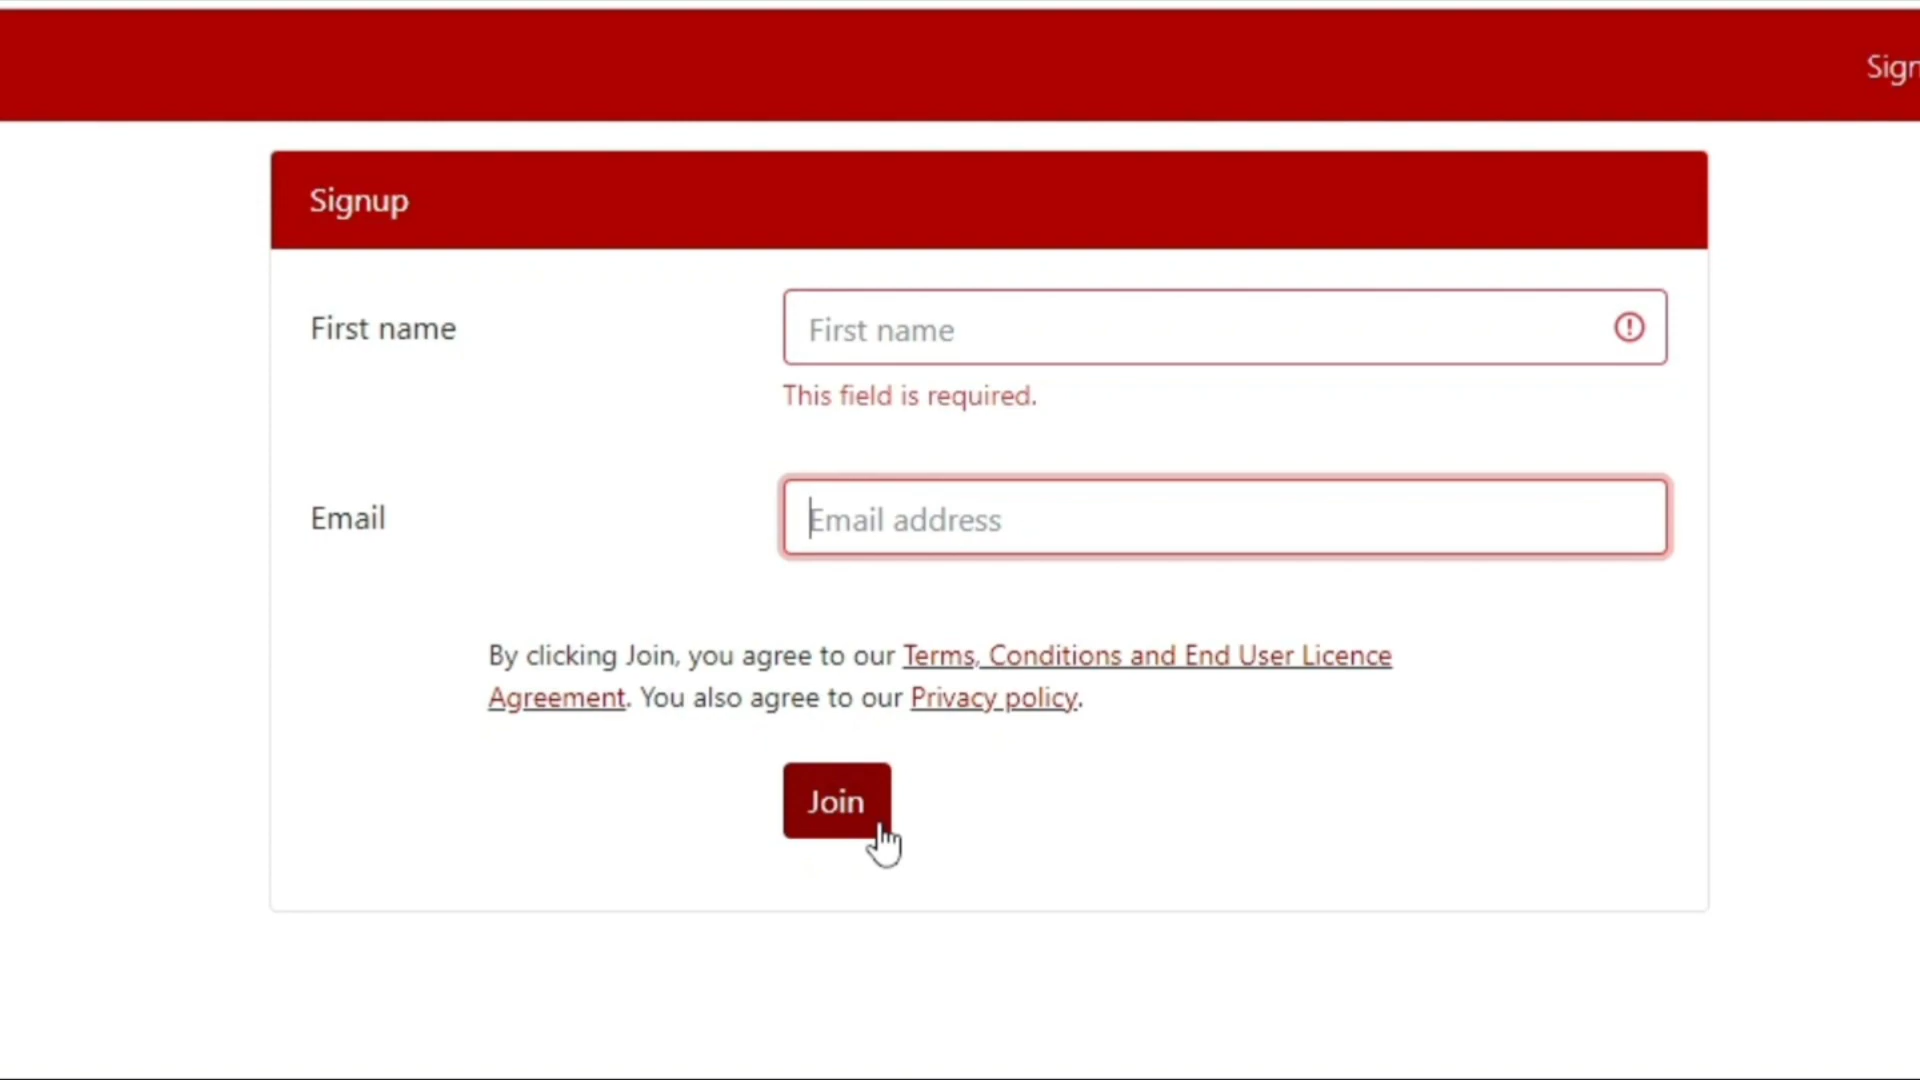 Sign
Signup
First name
First name
This field is required.
Email
Email address
By clicking Join, you agree to our Terms, Conditions and End User Licence
Agreement. You also agree to our Privacy policy.
Join